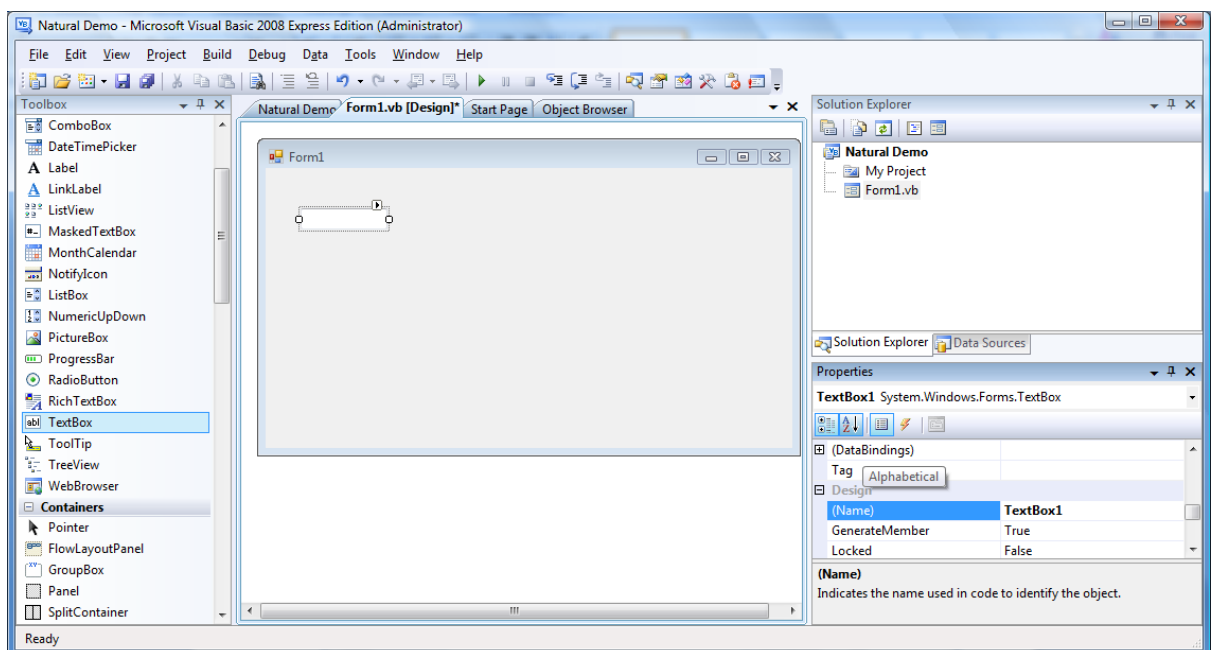 Natural Demo - Microsoft Visual Basic 2008 Express Edition (Administrator)
File Edit View Project Build Debug Data Tools Window Help
Toolbox
ComboBox
DateTimePicker
A Label
A LinkLabel
ListView
MaskedTextBox
MonthCalendar
NotifyIcon
ListBox
NumericUpDown
PictureBox
ProgressBar
RadioButton
RichTextBox
abl TextBox
ToolTip
TreeView
WebBrowser
Containers
Pointer
FlowLayoutPanel
GroupBox
Panel
SplitContainer
Natural Demo Form1.vb [Design]* Start Page Object Browser
Form1
Solution Explorer
Natural Demo
My Project
Form1.vb
Solution Explorer Data Sources
Properties
TextBox1 System.Windows.Forms.TextBox
(DataBindings)
Tag
Alphabetical
Design
(Name) TextBox1
GenerateMember True
Locked False
(Name)
Indicates the name used in code to identify the object.
Ready